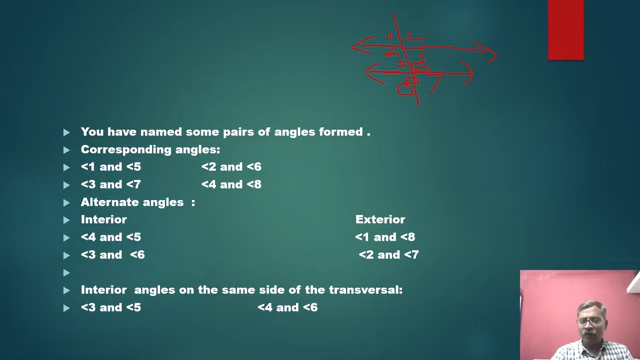 You have named some pairs of angles formed .
Corresponding angles:
<1 and <5 <2 and <6
<3 and <7 <4 and <8
Alternate angles :
Interior Exterior
<4 and <5 <1 and <8
<3 and <6 <2 and <7
Interior angles on the same side of the transversal:
<3 and <5 <4 and <6